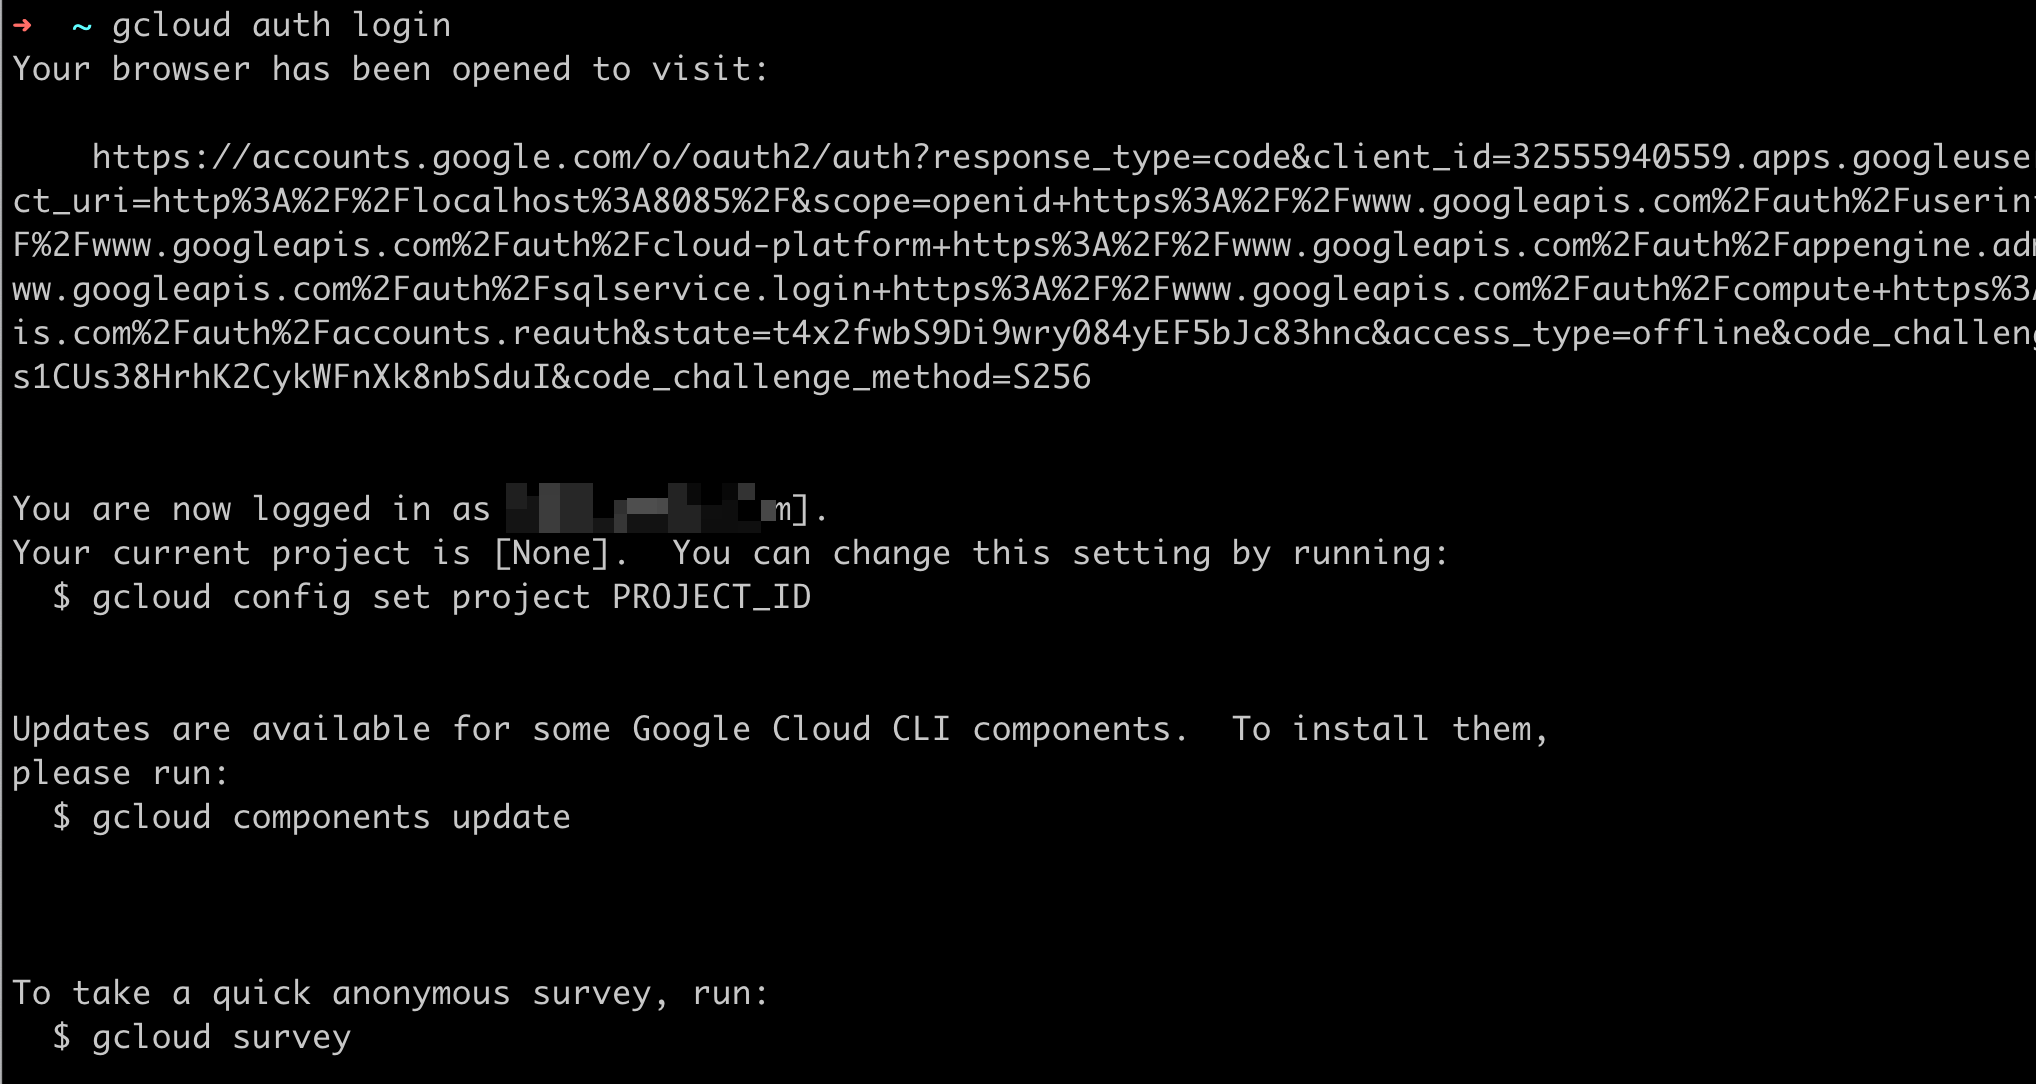 ➜  ~ gcloud auth login
Your browser has been opened to visit:
https://accounts.google.com/o/oauth2/auth?response_type=code&client_id=32555940559.apps.googleuse
ct_uri=http%3A%2F%2Flocalhost%3A8085%2F&scope=openid+https%3A%2F%2Fwww.googleapis.com%2Fauth%2Fuserin
F%2Fwww.googleapis.com%2Fauth%2Fcloud-platform+https%3A%2F%2Fwww.googleapis.com%2Fauth%2Fappengine.ad
ww.googleapis.com%2Fauth%2Fsqlservice.login+https%3A%2F%2Fwww.googleapis.com%2Fauth%2Fcompute+https%3
is.com%2Fauth%2Faccounts.reauth&state=t4x2fwbS9Di9wry084yEF5bJc83hnc&access_type=offline&code_challen
s1CUs38HrhK2CykWFnXk8nbSduI&code_challenge_method=S256
You are now logged in as m].
Your current project is [None].  You can change this setting by running:
$ gcloud config set project PROJECT_ID
Updates are available for some Google Cloud CLI components.  To install them,
please run:
$ gcloud components update
To take a quick anonymous survey, run:
$ gcloud survey